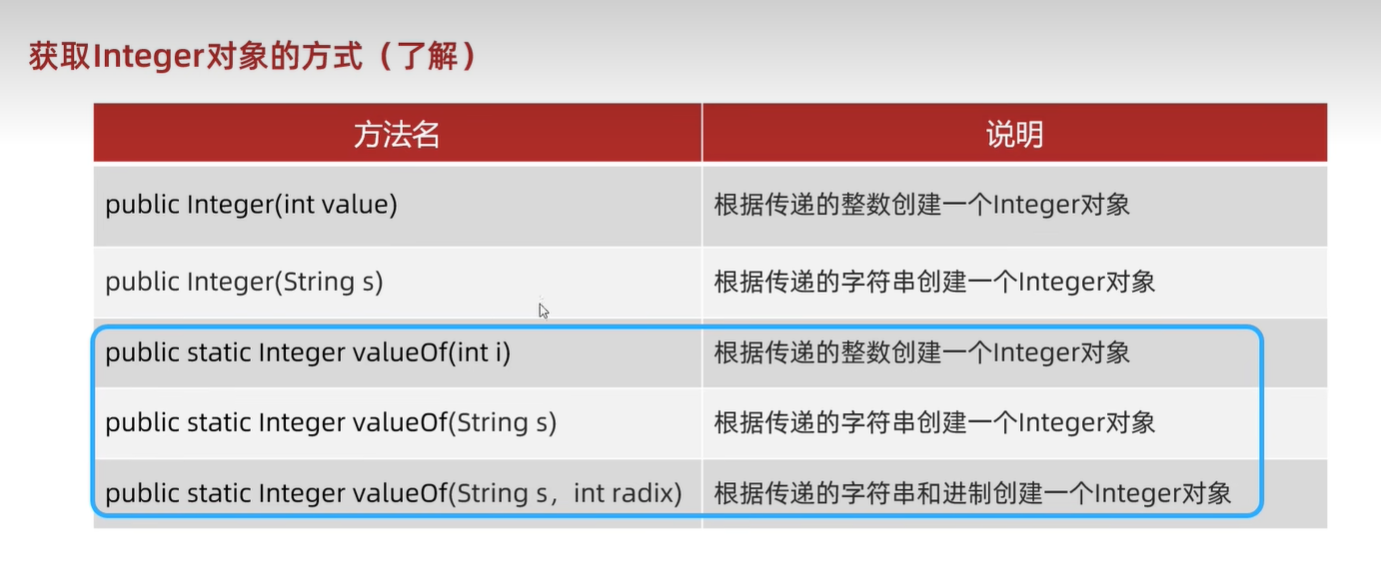 获取Integer对象的方式（了解）
方法名 说明
public Integer(int value) 根据传递的整数创建一个Integer对象
public Integer(String s) 根据传递的字符串创建一个Integer对象
public static Integer valueOf(int i) 根据传递的整数创建一个Integer对象
public static Integer valueOf(String s) 根据传递的字符串创建一个Integer对象
public static Integer valueOf(String s，int radix) 根据传递的字符串和进制创建一个Integer对象